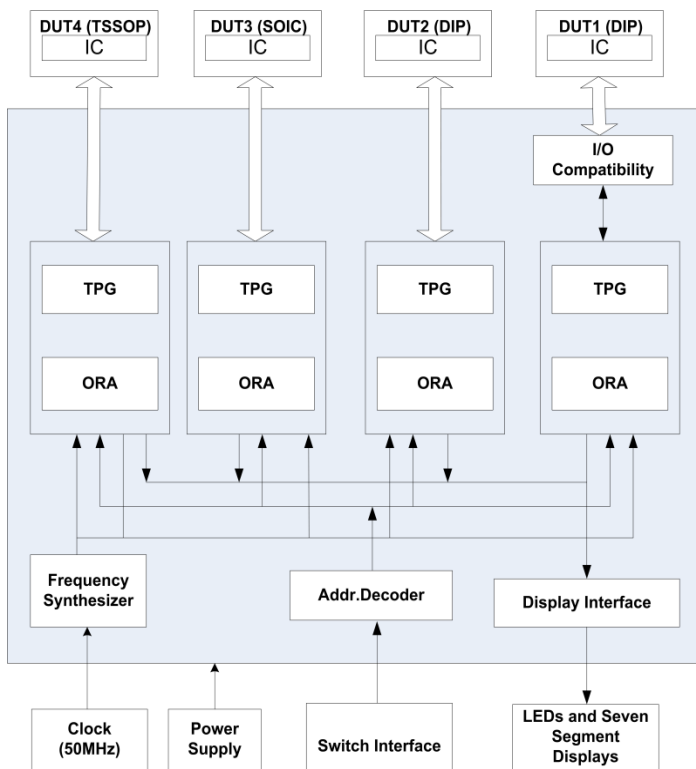 DUT4 (TSSOP)
IC
DUT3 (SOIC)
IC
DUT2 (DIP)
IC
DUT1 (DIP)
IC
I/O
Compatibility
TPG
TPG
TPG
TPG
ORA
ORA
ORA
ORA
Frequency
Synthesizer
Addr.Decoder
Display Interface
Clock
(50MHz)
Power
Supply
Switch Interface
LEDs and Seven
Segment
Displays